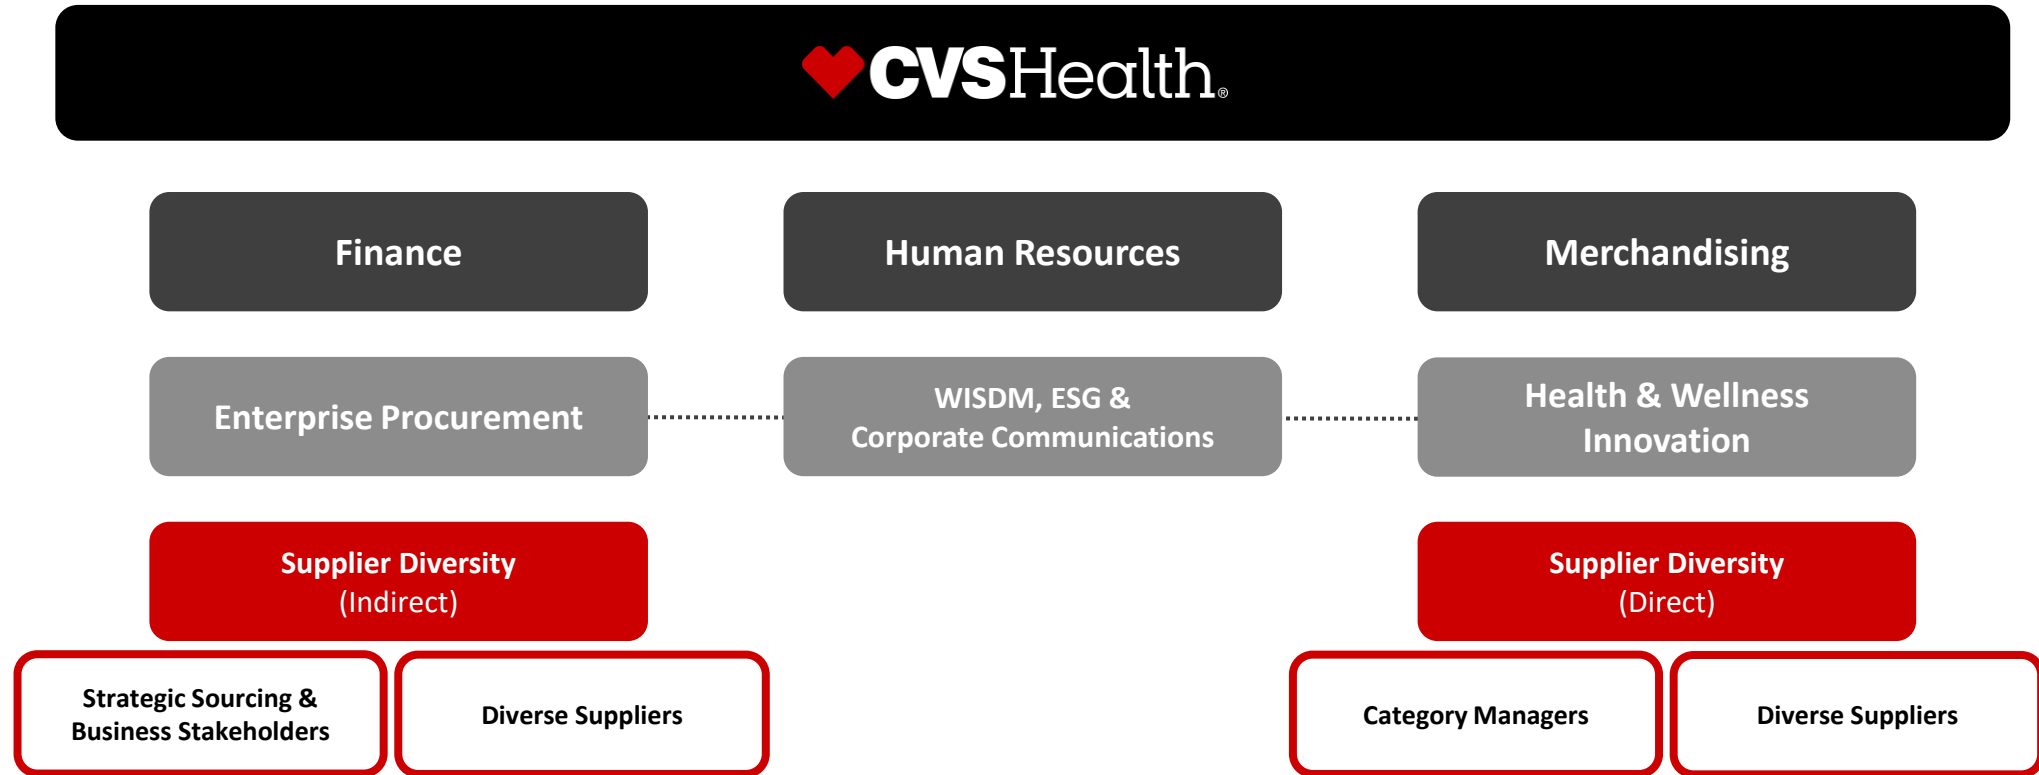 CVSHealth®
Finance
Human Resources
Merchandising
Enterprise Procurement
WISDM, ESG &
Corporate Communications
Health & Wellness
Innovation
Supplier Diversity
(Indirect)
Supplier Diversity
(Direct)
Strategic Sourcing &
Business Stakeholders
Diverse Suppliers
Category Managers
Diverse Suppliers